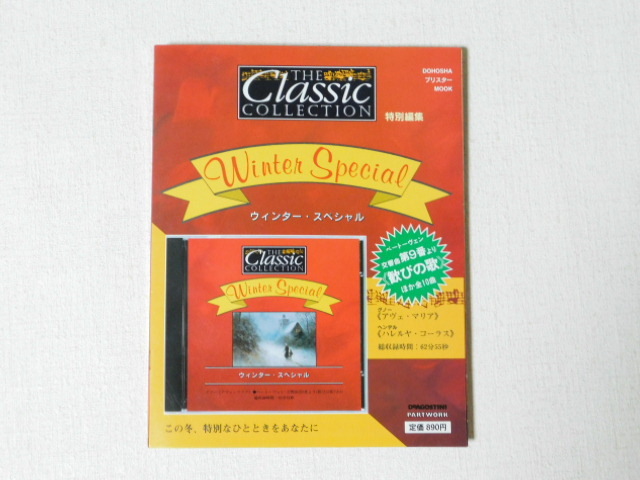 THE
Classic
COLLECTION
特別編集
DOHOSHA
ブリスター
MOOK
Winter Special
ウィンター・スペシャル
ベートーヴェン
交響曲第9番より
《歓びの歌》
ほか全10曲
グノー
《アヴェ・マリア》
ヘンデル
《ハレルヤ・コーラス》
総収録時間:62分55秒
THE
Classic
COLLECTION
Winter Special
ウィンター・スペシャル
この冬、特別なひとときをあなたに
DEAGOSTINI
PARTWORK
定価 890円